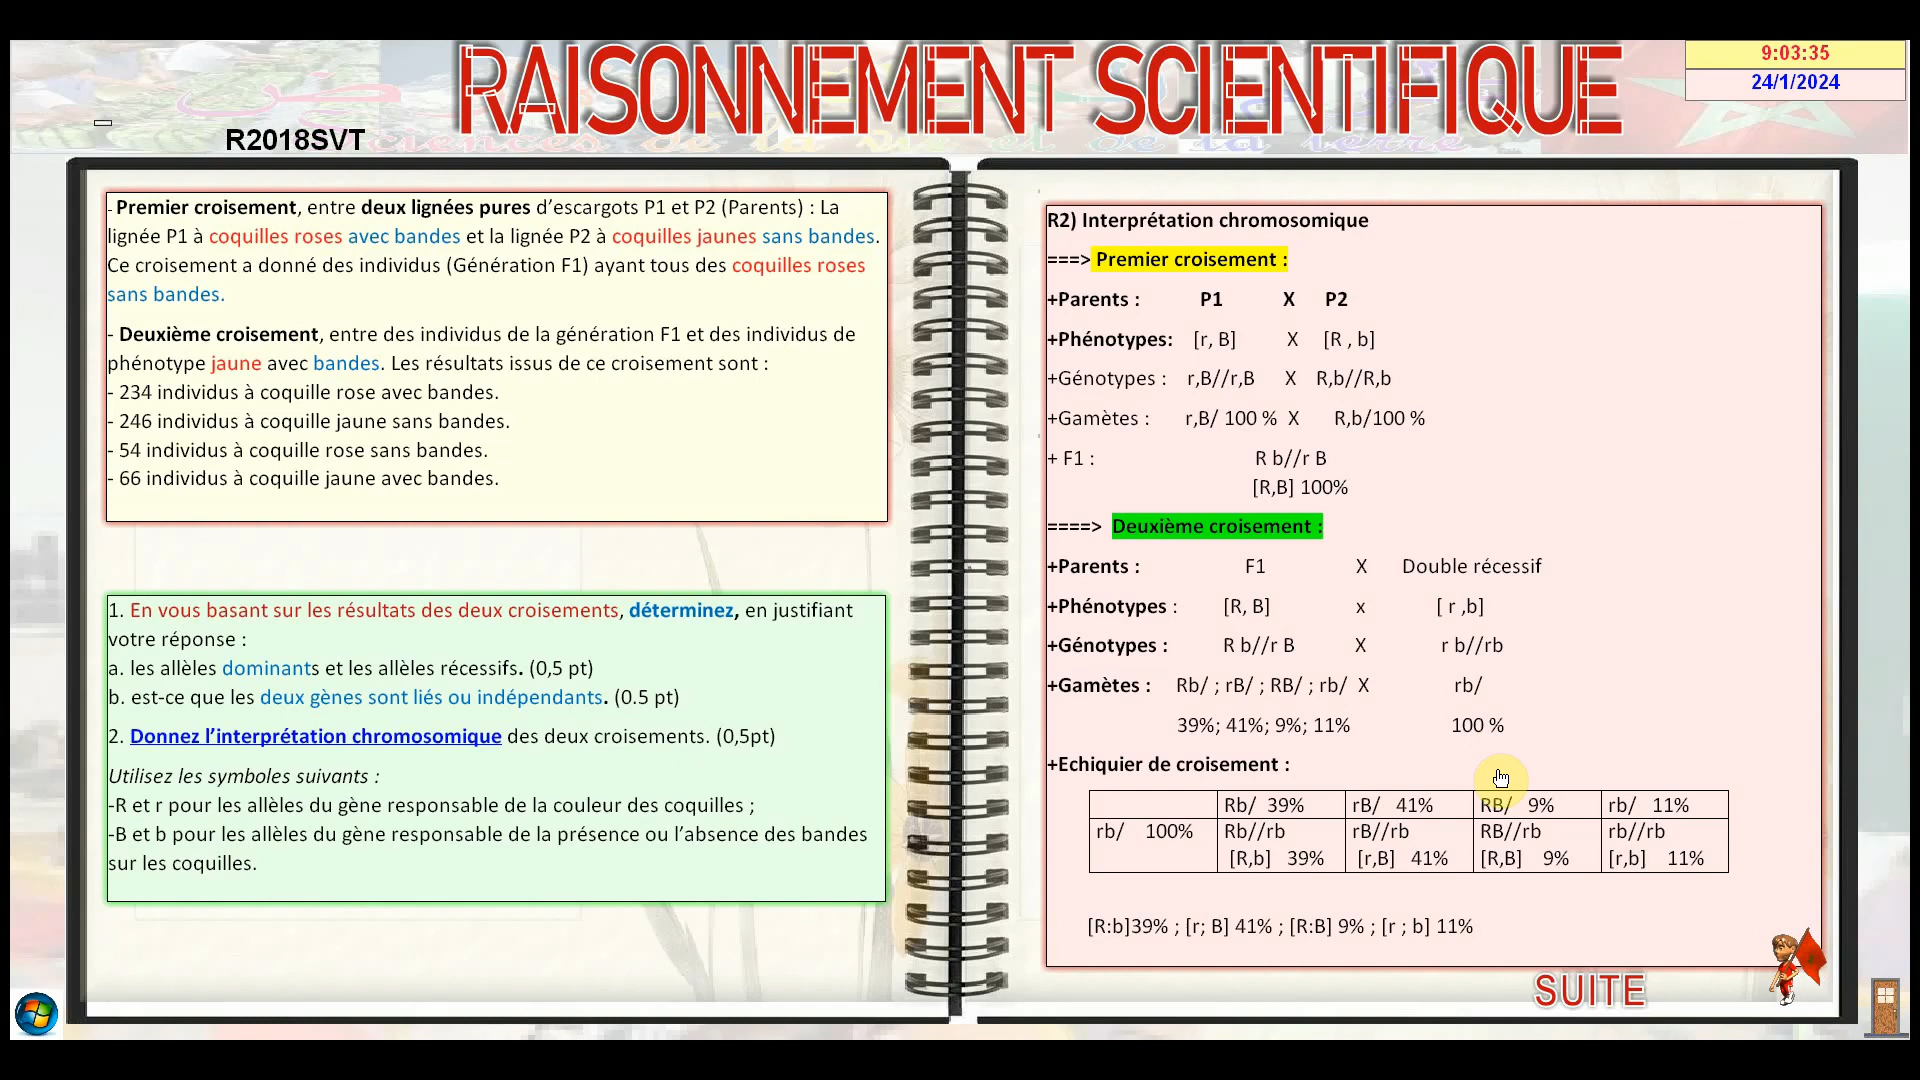 RAISONNEMENT SCIENTIFIQUE
9:03:35
24/1/2024
R2018SVT
- Premier croisement, entre deux lignées pures d’escargots P1 et P2 (Parents) : La
lignée P1 à coquilles roses avec bandes et la lignée P2 à coquilles jaunes sans bandes.
Ce croisement a donné des individus (Génération F1) ayant tous des coquilles roses
sans bandes.
- Deuxième croisement, entre des individus de la génération F1 et des individus de
phénotype jaune avec bandes. Les résultats issus de ce croisement sont :
- 234 individus à coquille rose avec bandes.
- 246 individus à coquille jaune sans bandes.
- 54 individus à coquille rose sans bandes.
- 66 individus à coquille jaune avec bandes.
1. En vous basant sur les résultats des deux croisements, déterminez, en justifiant
votre réponse :
a. les allèles dominants et les allèles récessifs. (0,5 pt)
b. est-ce que les deux gènes sont liés ou indépendants. (0.5 pt)
2. Donnez l’interprétation chromosomique des deux croisements. (0,5pt)
Utilisez les symboles suivants :
-R et r pour les allèles du gène responsable de la couleur des coquilles ;
-B et b pour les allèles du gène responsable de la présence ou l’absence des bandes
sur les coquilles.
R2) Interprétation chromosomique
===> Premier croisement :
+Parents : P1 X P2
+Phénotypes: [r, B] X [R , b]
+Génotypes : r,B//r,B X R,b//R,b
+Gamètes : r,B/ 100 % X R,b/100 %
+ F1 : R b//r B
[R,B] 100%
====> Deuxième croisement :
+Parents : F1 X Double récessif
+Phénotypes : [R, B] x [ r ,b]
+Génotypes : R b//r B X r b//rb
+Gamètes : Rb/ ; rB/ ; RB/ ; rb/ X rb/
39%; 41%; 9%; 11% 100 %
+Echiquier de croisement :
Rb/ 39% rB/ 41% RB/ 9% rb/ 11%
rb/ 100% Rb//rb rB//rb RB//rb rb//rb
[R,b] 39% [r,B] 41% [R,B] 9% [r,b] 11%
[R:b]39% ; [r; B] 41% ; [R:B] 9% ; [r ; b] 11%
SUITE